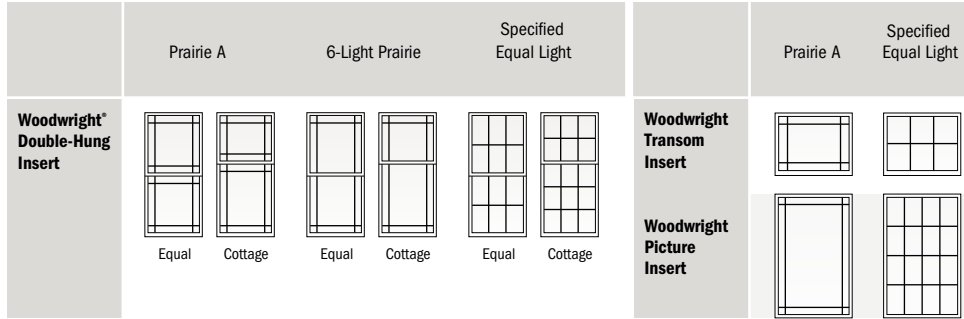 Prairie A
6-Light Prairie
Specified
Equal Light
Woodwright®
Double-Hung
Insert
Equal
Cottage
Equal
Cottage
Equal
Cottage
Prairie A
Specified
Equal Light
Woodwright
Transom
Insert
Woodwright
Picture
Insert